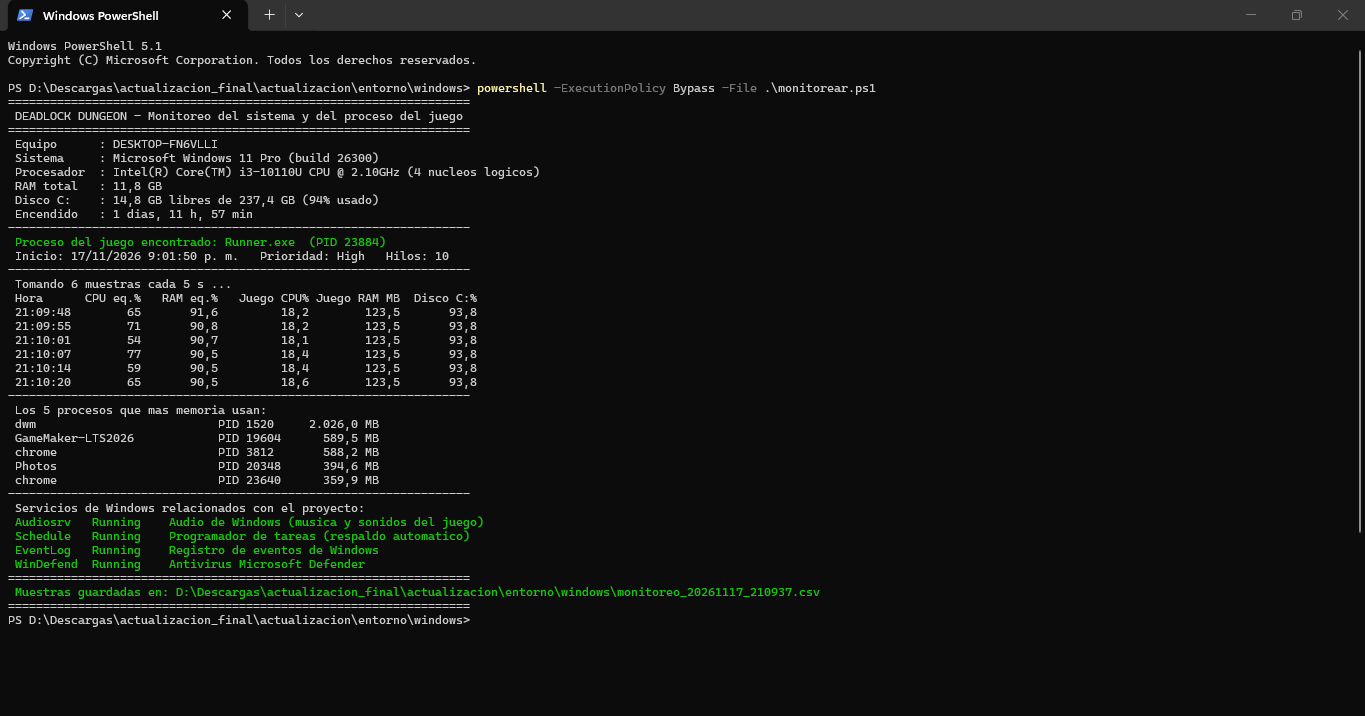 Windows PowerShell
Windows PowerShell 5.1
Copyright (C) Microsoft Corporation. Todos los derechos reservados.
PS D:\Descargas\actualizacion_final\actualizacion\entorno\windows> powershell -ExecutionPolicy Bypass -File .\monitorear.ps1
==================================================================
DEADLOCK DUNGEON - Monitoreo del sistema y del proceso del juego
==================================================================
Equipo      : DESKTOP-FN6VLLI
Sistema     : Microsoft Windows 11 Pro (build 26300)
Procesador  : Intel(R) Core(TM) i3-10110U CPU @ 2.10GHz (4 nucleos logicos)
RAM total   : 11,8 GB
Disco C:    : 14,8 GB libres de 237,4 GB (94% usado)
Encendido   : 1 dias, 11 h, 57 min
------------------------------------------------------------------
Proceso del juego encontrado: Runner.exe  (PID 23884)
Inicio: 17/11/2026 9:01:50 p. m.   Prioridad: High   Hilos: 10
------------------------------------------------------------------
Tomando 6 muestras cada 5 s ...
Hora      CPU eq.%   RAM eq.%   Juego CPU% Juego RAM MB  Disco C:%
21:09:48        65       91,6         18,2        123,5       93,8
21:09:55        71       90,8         18,2        123,5       93,8
21:10:01        54       90,7         18,1        123,5       93,8
21:10:07        77       90,5         18,4        123,5       93,8
21:10:14        59       90,5         18,4        123,5       93,8
21:10:20        65       90,5         18,6        123,5       93,8
------------------------------------------------------------------
Los 5 procesos que mas memoria usan:
dwm                          PID 1520     2.026,0 MB
GameMaker-LTS2026            PID 19604      589,5 MB
chrome                       PID 3812       588,2 MB
Photos                       PID 20348      394,6 MB
chrome                       PID 23640      359,9 MB
------------------------------------------------------------------
Servicios de Windows relacionados con el proyecto:
Audiosrv   Running    Audio de Windows (musica y sonidos del juego)
Schedule   Running    Programador de tareas (respaldo automatico)
EventLog   Running    Registro de eventos de Windows
WinDefend  Running    Antivirus Microsoft Defender
==================================================================
Muestras guardadas en: D:\Descargas\actualizacion_final\actualizacion\entorno\windows\monitoreo_20261117_210937.csv
==================================================================
PS D:\Descargas\actualizacion_final\actualizacion\entorno\windows>